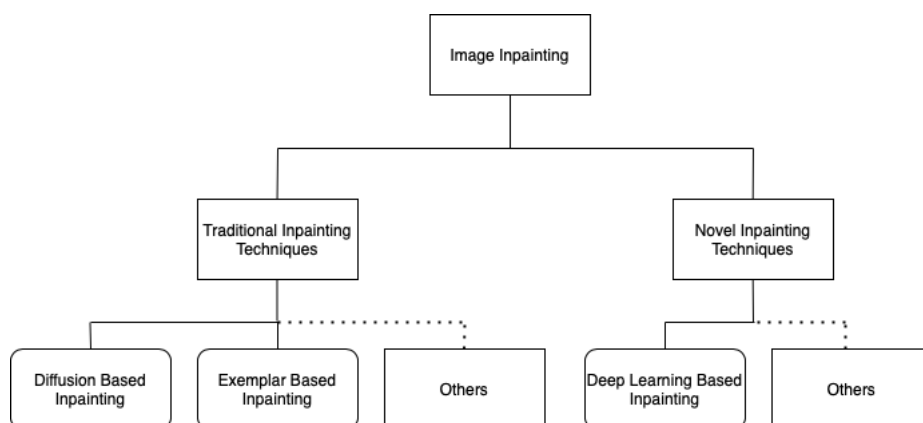 Image Inpainting
Traditional Inpainting
Techniques
Novel Inpainting
Techniques
Diffusion Based
Inpainting
Exemplar Based
Inpainting
Others
Deep Learning Based
Inpainting
Others